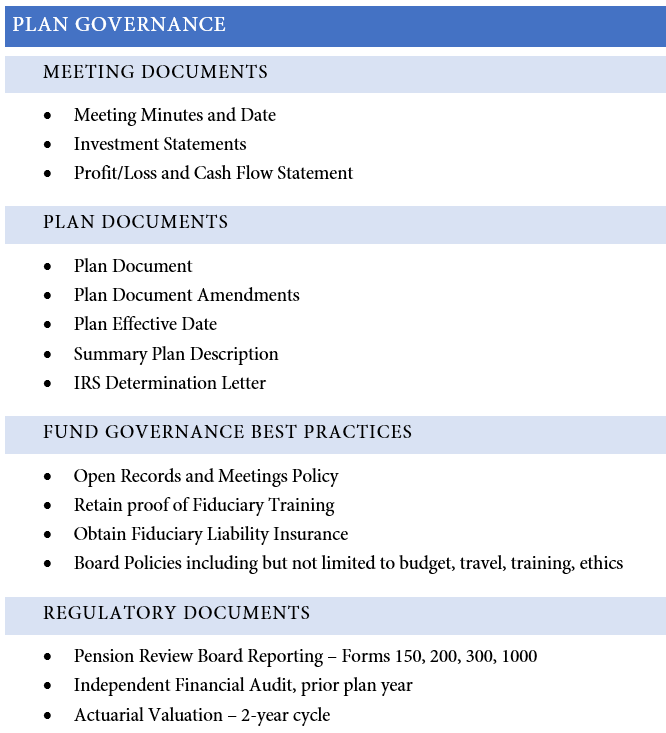 PLAN GOVERNANCE
MEETING DOCUMENTS
• Meeting Minutes and Date
• Investment Statements
• Profit/Loss and Cash Flow Statement
PLAN DOCUMENTS
• Plan Document
• Plan Document Amendments
• Plan Effective Date
• Summary Plan Description
• IRS Determination Letter
FUND GOVERNANCE BEST PRACTICES
• Open Records and Meetings Policy
• Retain proof of Fiduciary Training
• Obtain Fiduciary Liability Insurance
• Board Policies including but not limited to budget, travel, training, ethics
REGULATORY DOCUMENTS
• Pension Review Board Reporting – Forms 150, 200, 300, 1000
• Independent Financial Audit, prior plan year
• Actuarial Valuation – 2-year cycle